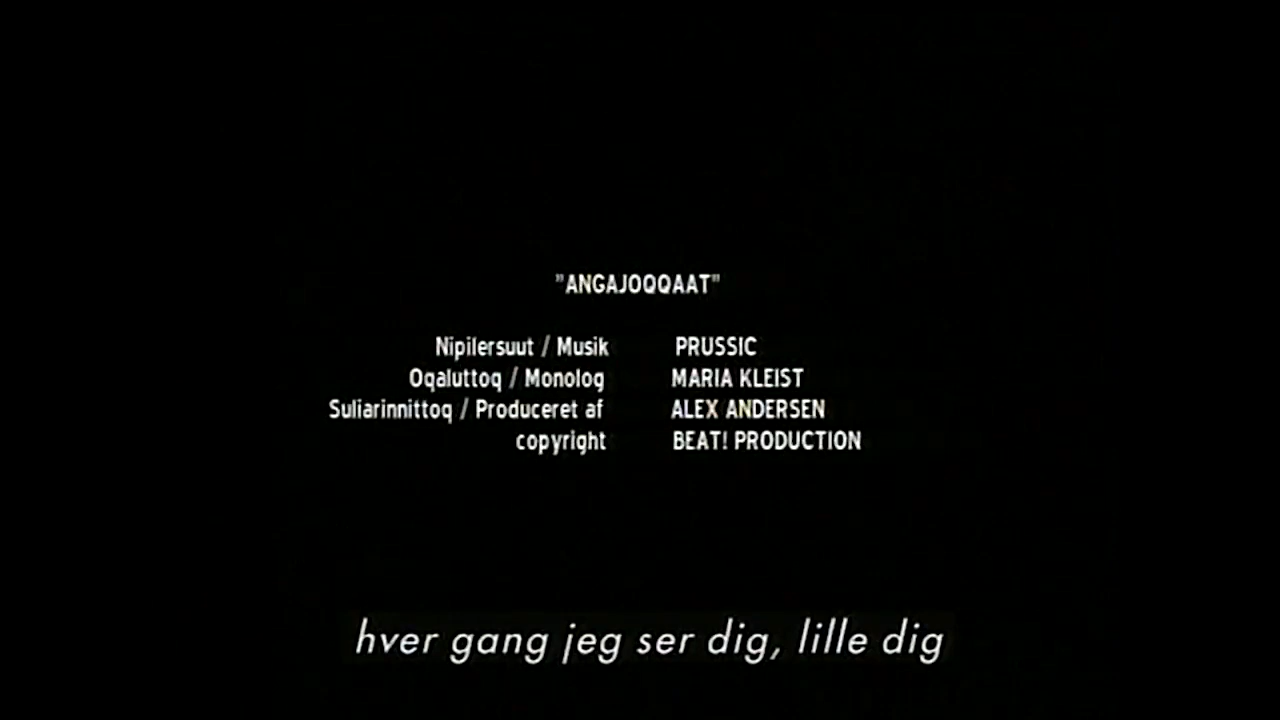 "ANGAJOQQAAT"
Nipilersuut / Musik PRUSSIC
Oqaluttoq / Monolog MARIA KLEIST
Suliarinnittoq / Produceret af ALEX ANDERSEN
copyright BEAT! PRODUCTION
hver gang jeg ser dig, lille dig